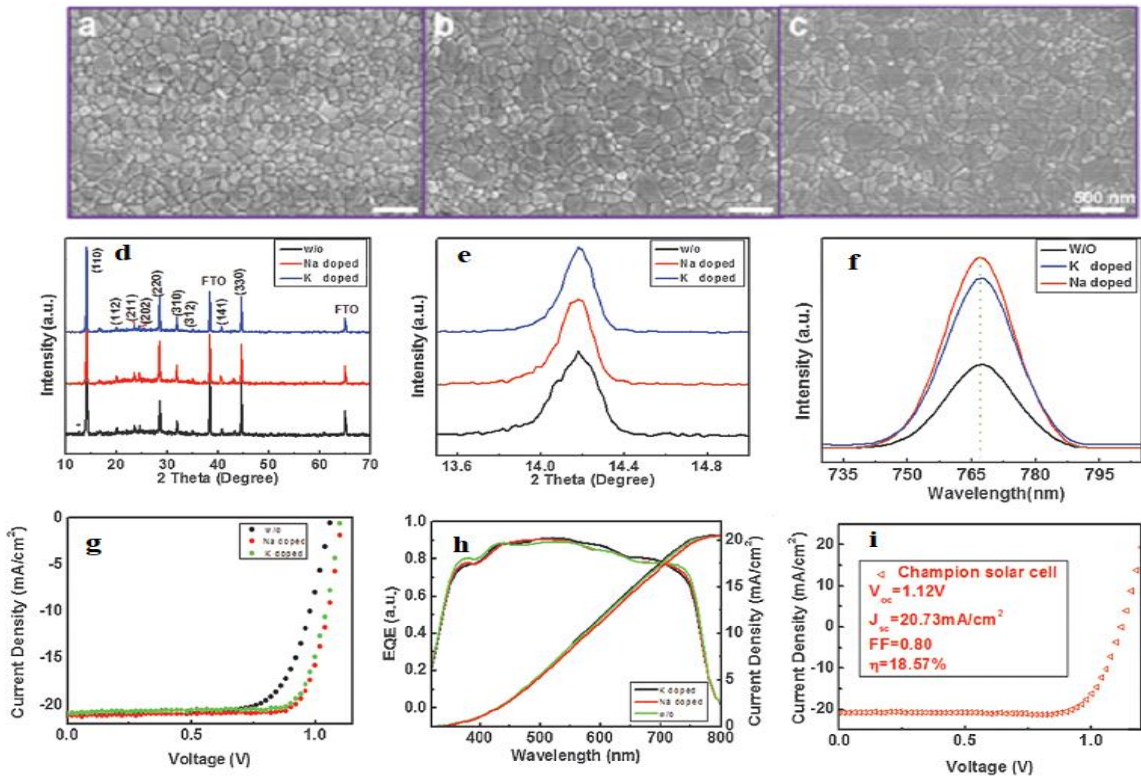 a
b
c
500 nm
d
w/o
Na doped
K doped
(110)
(112)
(211)
(202)
(220)
(310)
(312)
FTO
(141)
(330)
FTO
*
Intensity (a.u.)
10 20 30 40 50 60 70
2 Theta (Degree)
e
w/o
Na doped
K doped
Intensity (a.u.)
13.6 14.0 14.4 14.8
2 Theta (Degree)
f
W/O
K doped
Na doped
Intensity (a.u.)
735 750 765 780 795
Wavelength(nm)
g
w/o
Na doped
K doped
Current Density (mA/cm2)
0
-5
-10
-15
-20
0.0 0.5 1.0
Voltage (V)
h
K doped
Na doped
w/o
EQE (a.u.)
1.0
0.8
0.6
0.4
0.2
0.0
400 500 600 700 800
Wavelength (nm)
20
15
10
5
0
Current Density (mA/cm2)
i
Champion solar cell
Voc=1.12V
Jsc=20.73mA/cm2
FF=0.80
η=18.57%
Current Density (mA/cm2)
20
10
0
-10
-20
0.0 0.5 1.0
Voltage (V)